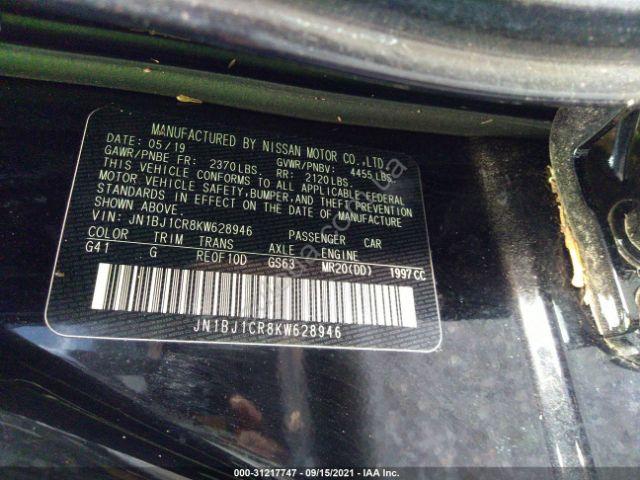 MANUFACTURED BY NISSAN MOTOR CO.,LTD.
DATE: 05/19 GVWR/PNBV: 4455LBS.
GAWR/PNBE FR: 2370LBS. RR: 2120LBS.
THIS VEHICLE CONFORMS TO ALL APPLICABLE FEDERAL
MOTOR VEHICLE SAFETY,BUMPER,AND THEFT PREVENTION
STANDARDS IN EFFECT ON THE DATE OF MANUFACTURE
SHOWN ABOVE.
VIN: JN1BJ1CR8KW628946 PASSENGER CAR
COLOR TRIM TRANS AXLE ENGINE
G41 G RE0F10D GS63 MR20(DD) 1997CC
JN1BJ1CR8KW628946
000-31217747 - 09/15/2021 - IAA Inc.